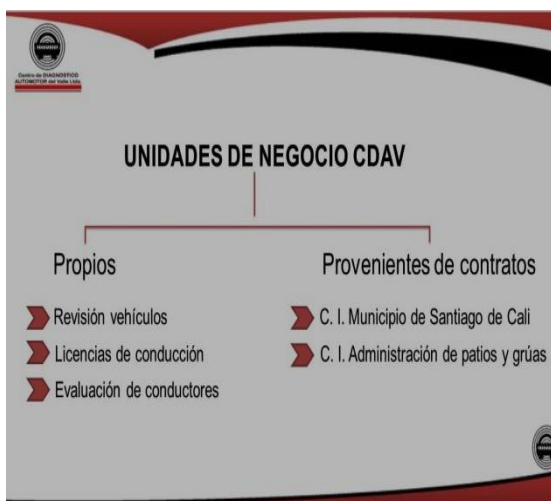 Centro de DIAGNOSTICO
AUTOMOTOR del Valle Ltda.
UNIDADES DE NEGOCIO CDAV
Propios
Revisión vehículos
Licencias de conducción
Evaluación de conductores
Provenientes de contratos
C. I. Municipio de Santiago de Cali
C. I. Administración de patios y grúas